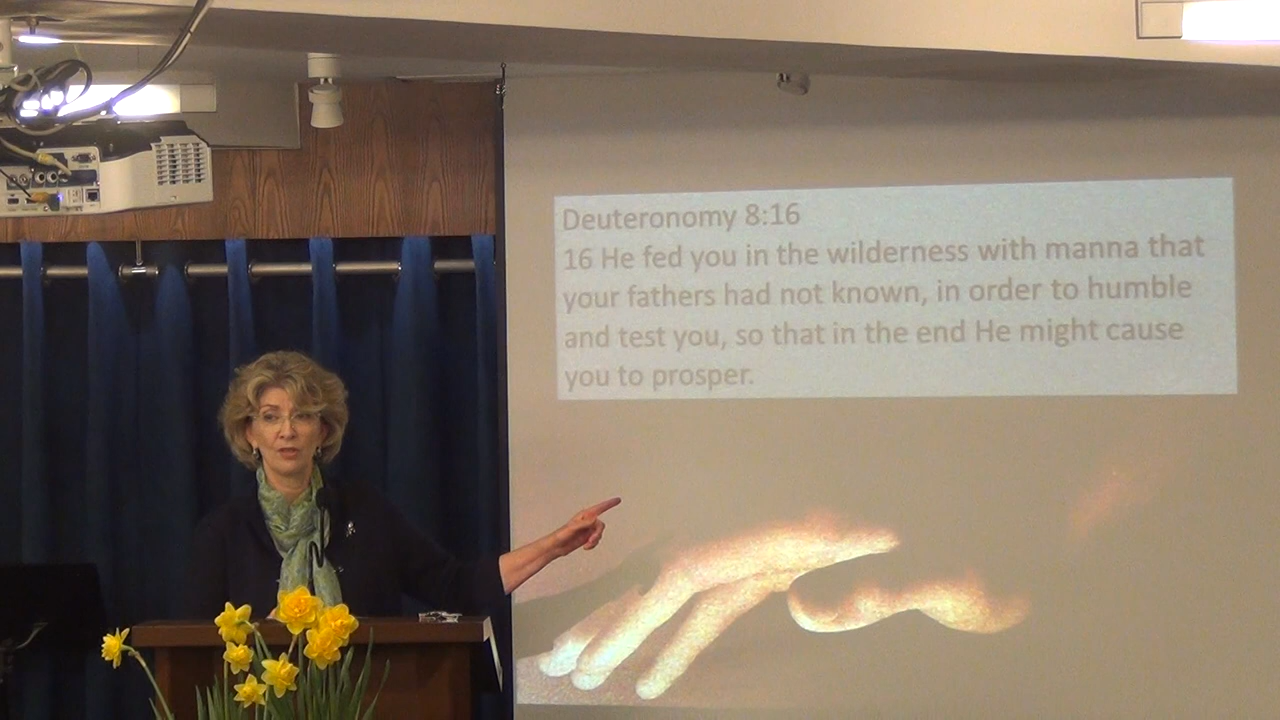 Deuteronomy 8:16
16 He fed you in the wilderness with manna that
your fathers had not known, in order to humble
and test you, so that in the end He might cause
you to prosper.